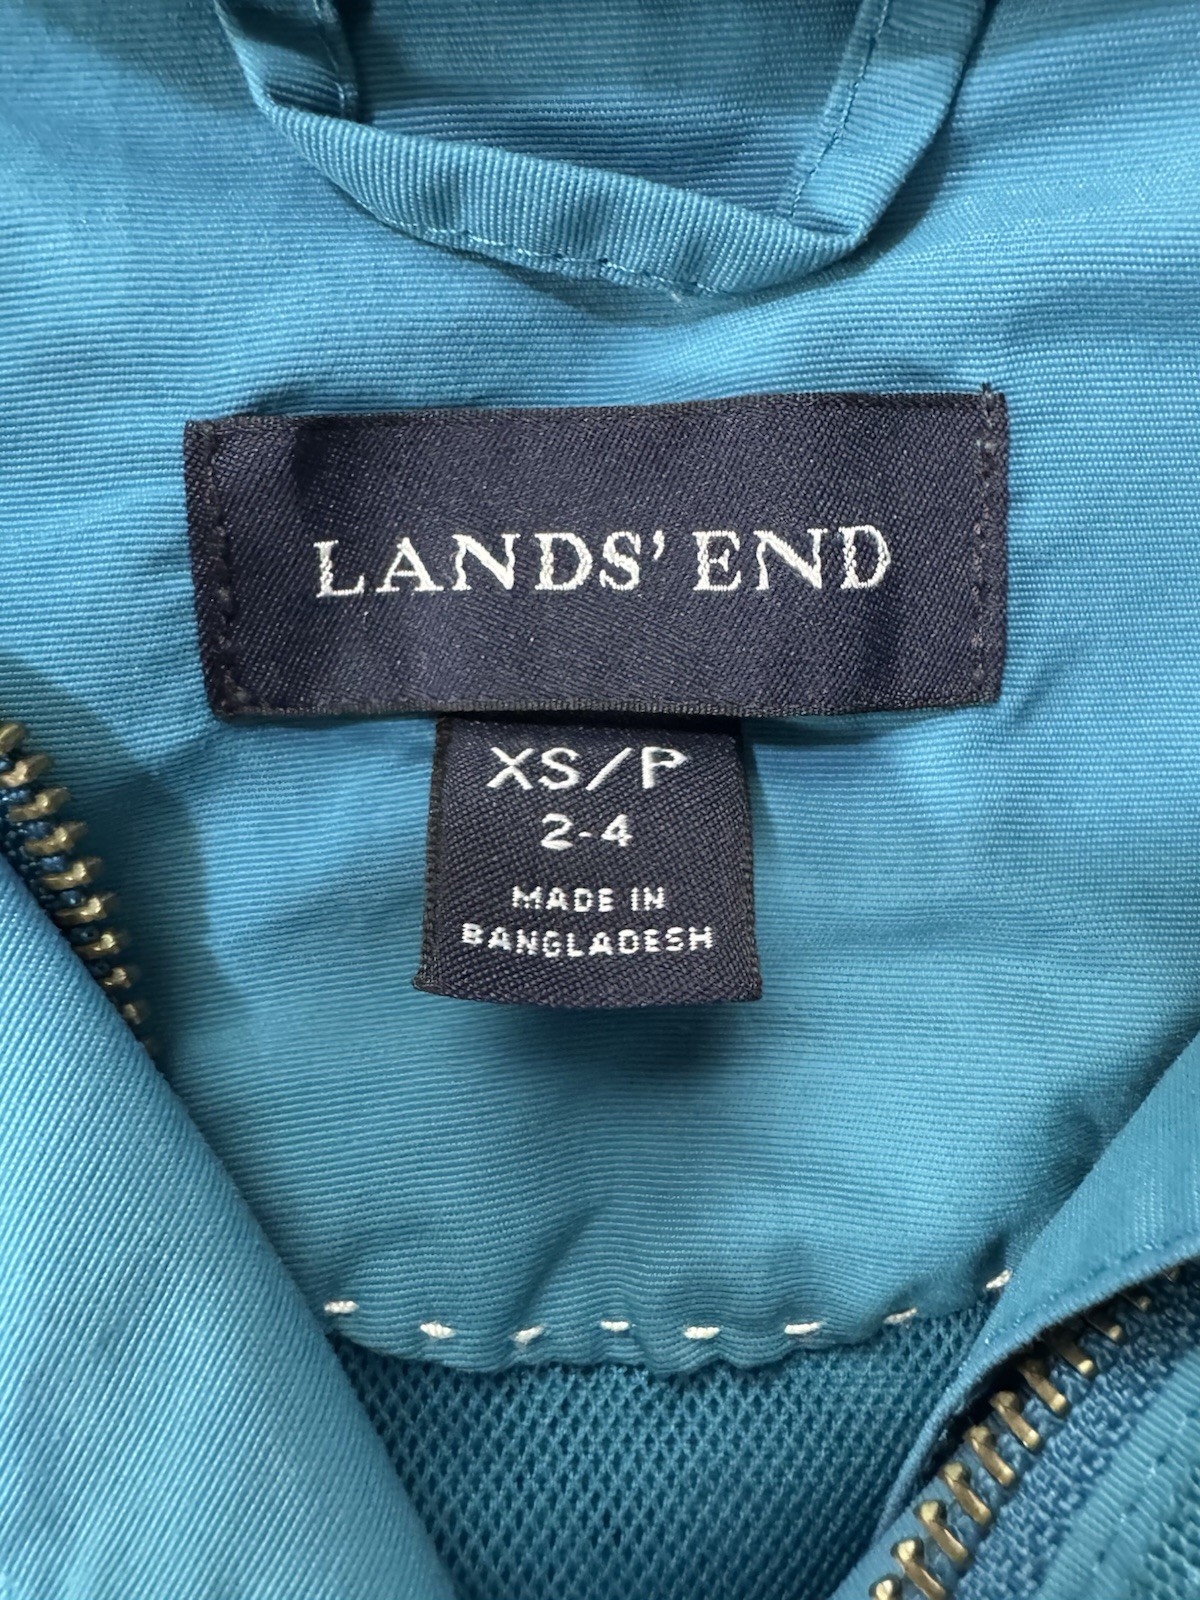 LANDS' END
XS/P
2-4
MADE IN
BANGLADESH